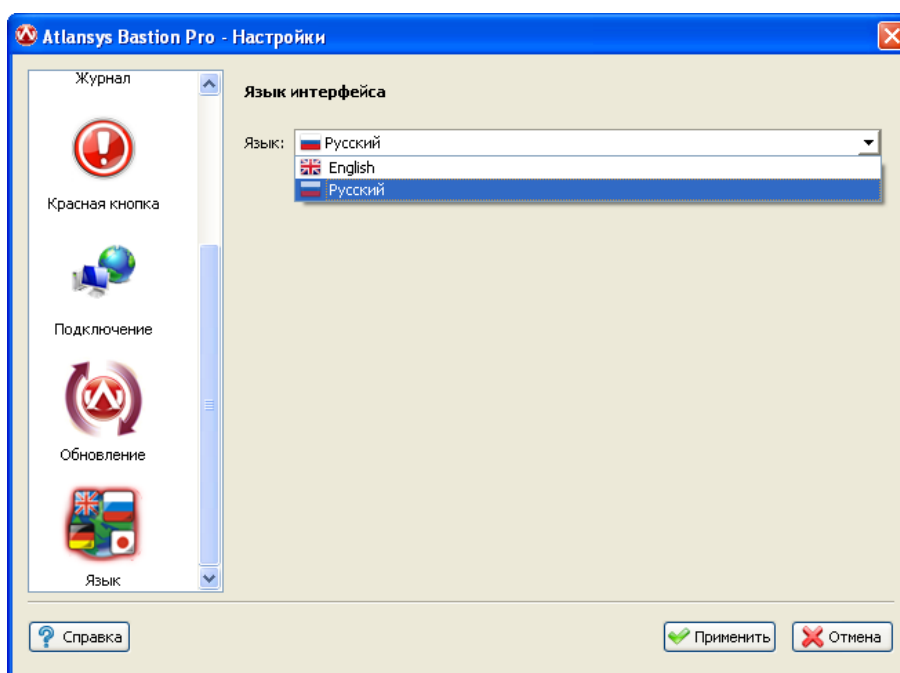 Atlansys Bastion Pro - Настройки
Журнал
Красная кнопка
Подключение
Обновление
Язык
Язык интерфейса
Язык: Русский
English
Русский
Справка
Применить
Отмена